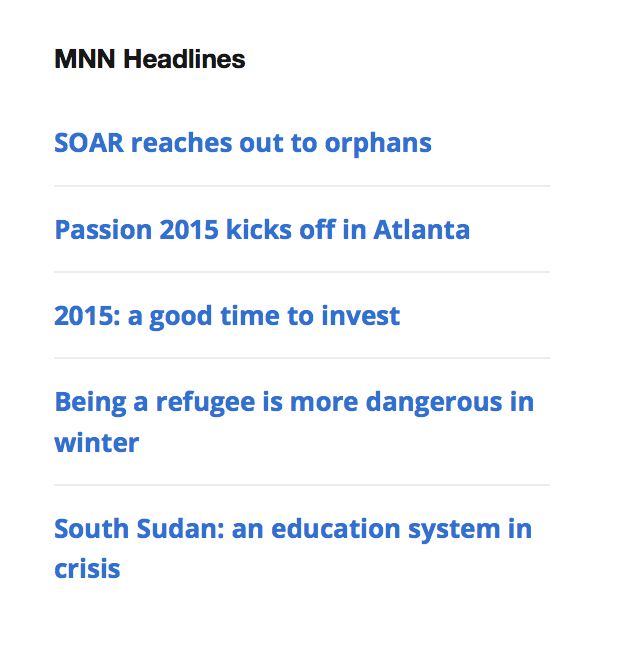 MNN Headlines
SOAR reaches out to orphans
Passion 2015 kicks off in Atlanta
2015: a good time to invest
Being a refugee is more dangerous in
winter
South Sudan: an education system in
crisis